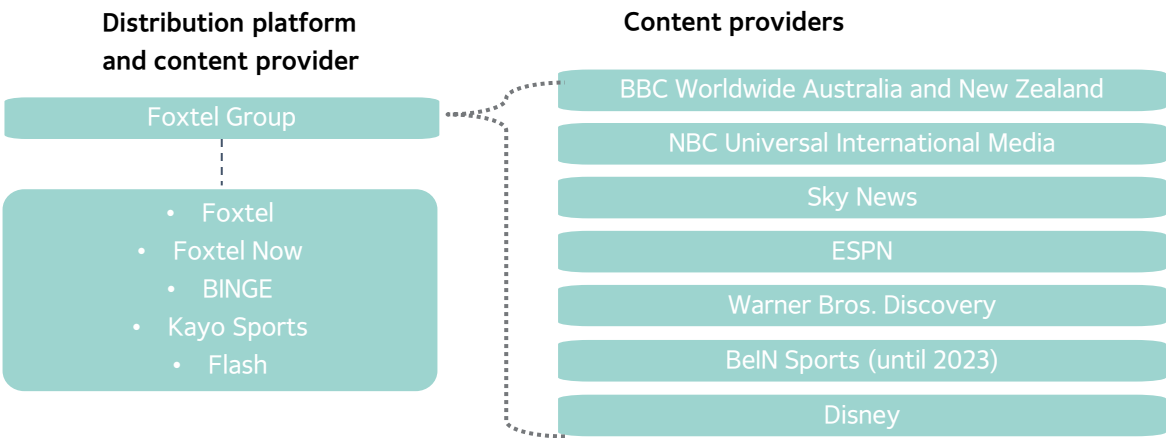 Distribution platform
and content provider
Foxtel Group
• Foxtel
• Foxtel Now
• BINGE
• Kayo Sports
• Flash
Content providers
BBC Worldwide Australia and New Zealand
NBC Universal International Media
Sky News
ESPN
Warner Bros. Discovery
BeIN Sports (until 2023)
Disney